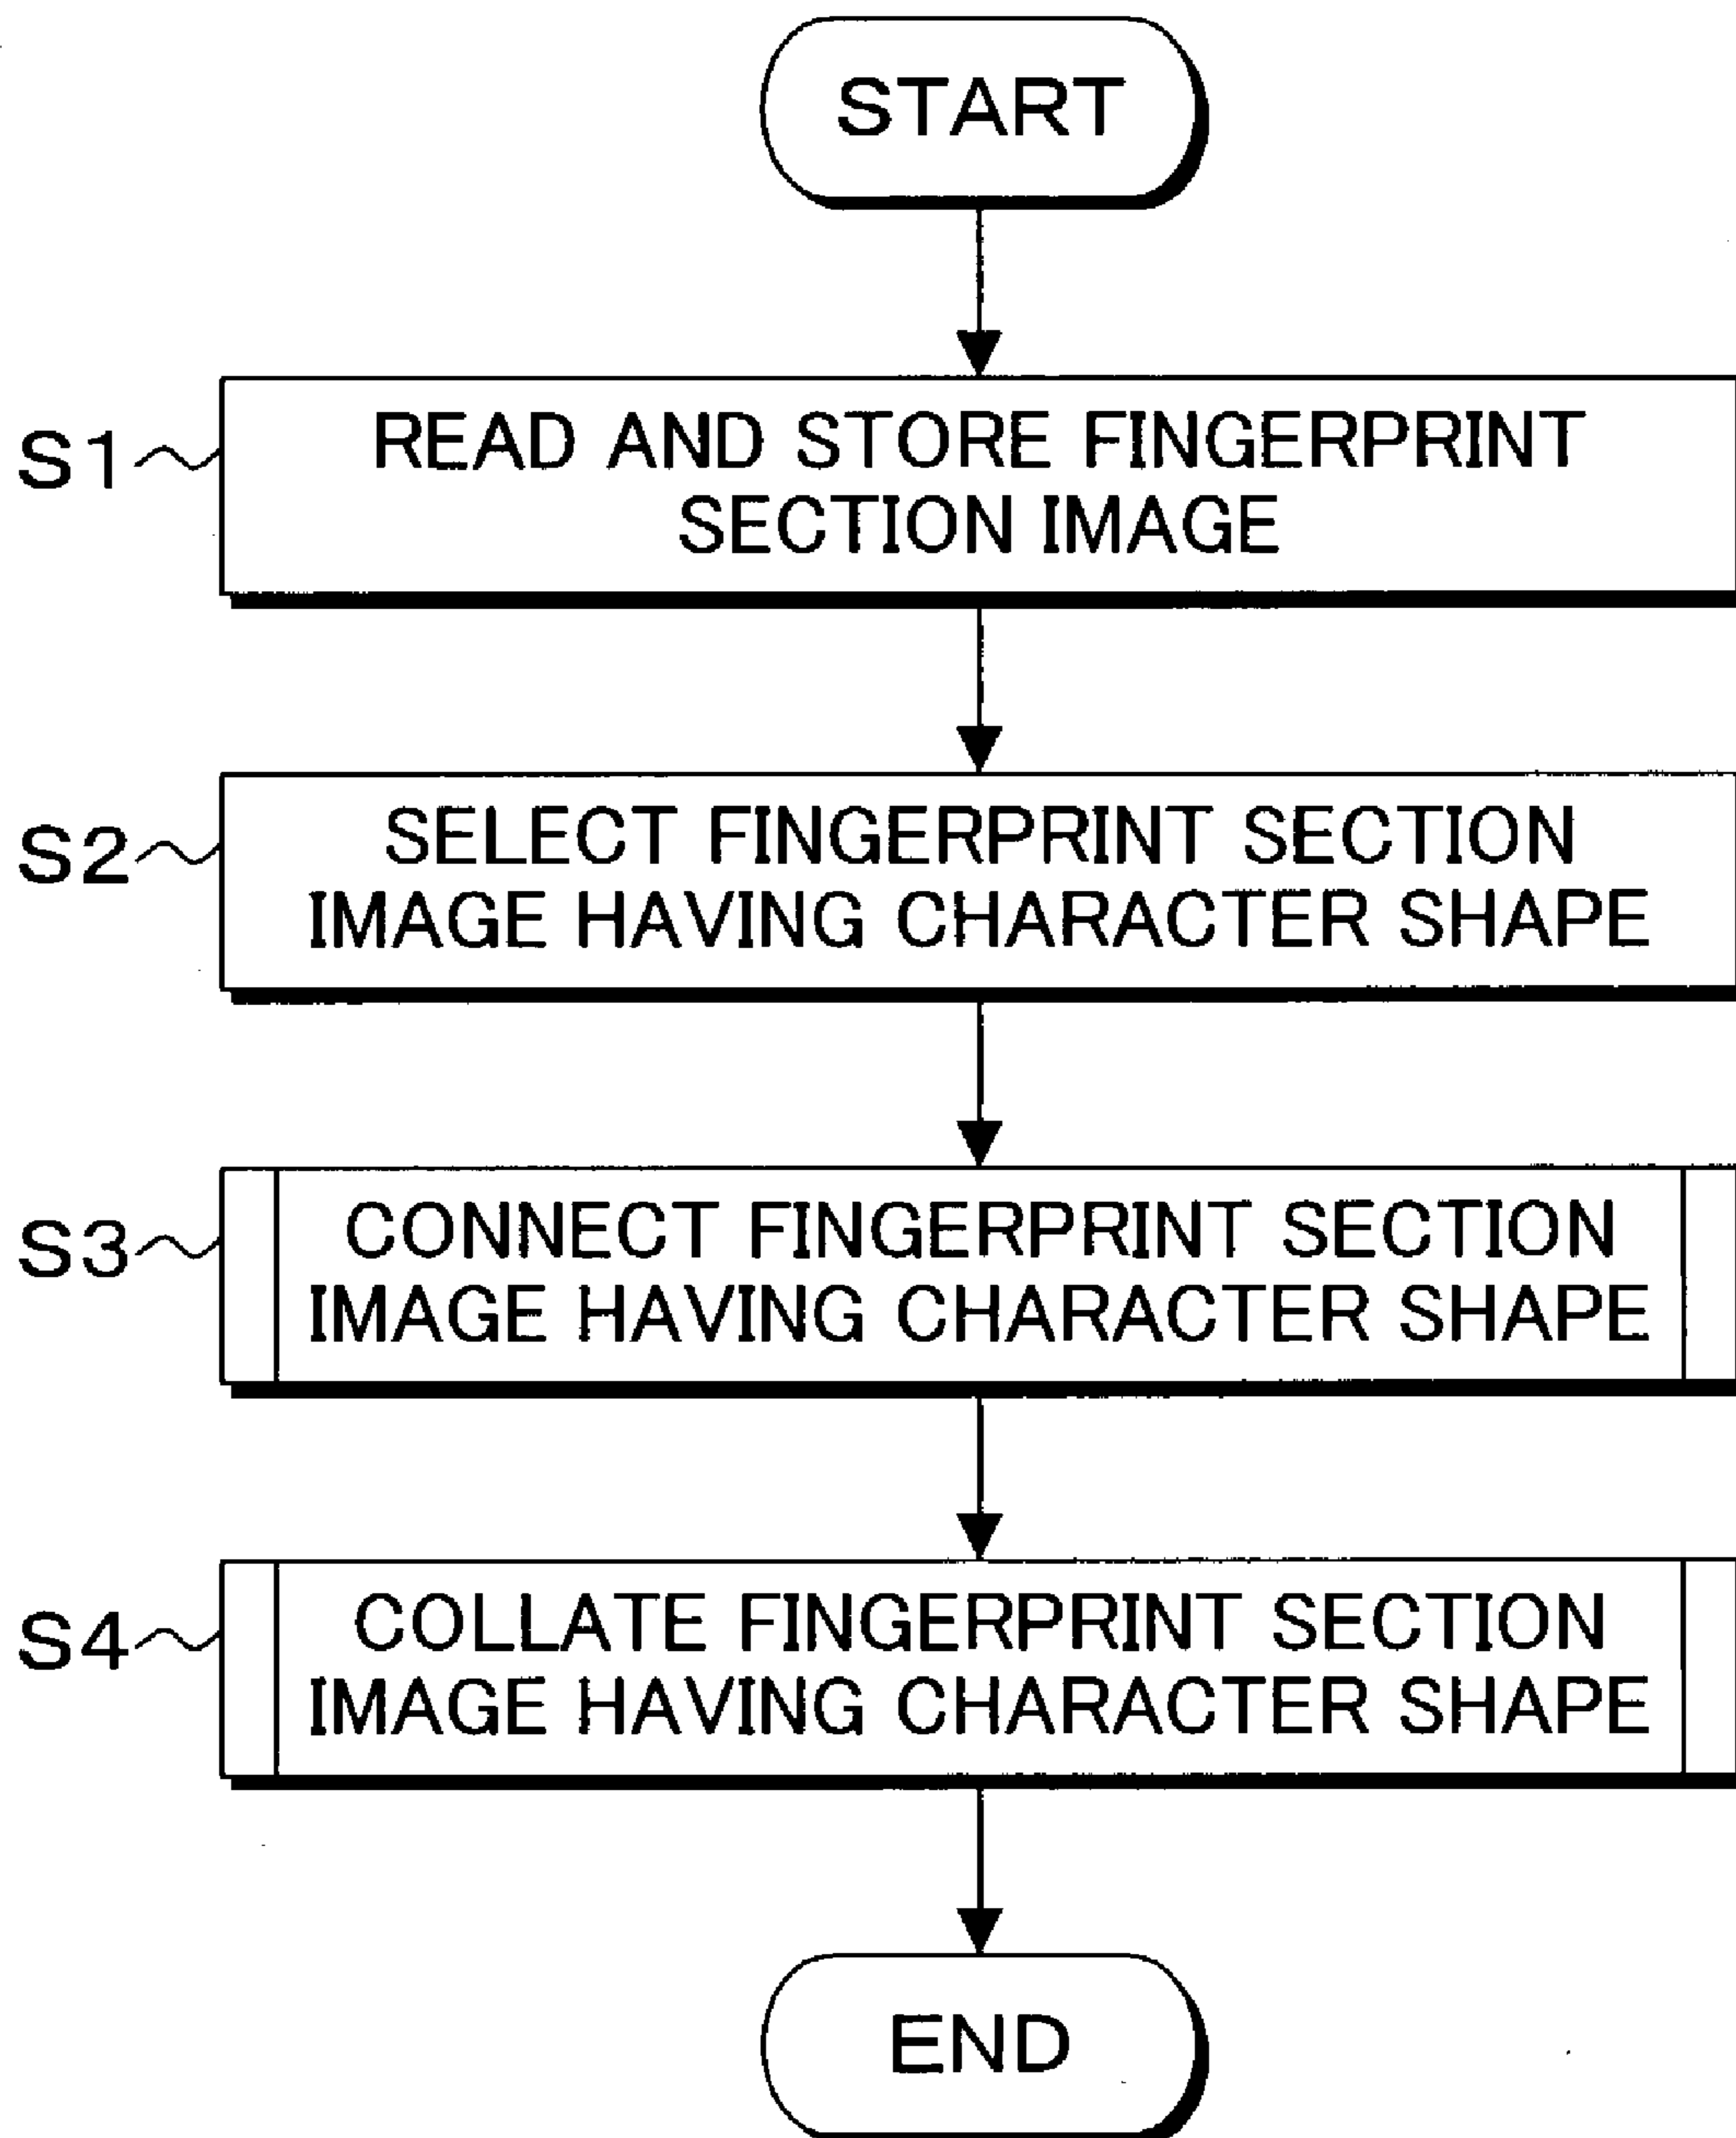 START
S1
READ AND STORE FINGERPRINT
SECTION IMAGE
S2
SELECT FINGERPRINT SECTION
IMAGE HAVING CHARACTER SHAPE
S3
CONNECT FINGERPRINT SECTION
IMAGE HAVING CHARACTER SHAPE
S4
COLLATE FINGERPRINT SECTION
IMAGE HAVING CHARACTER SHAPE
END